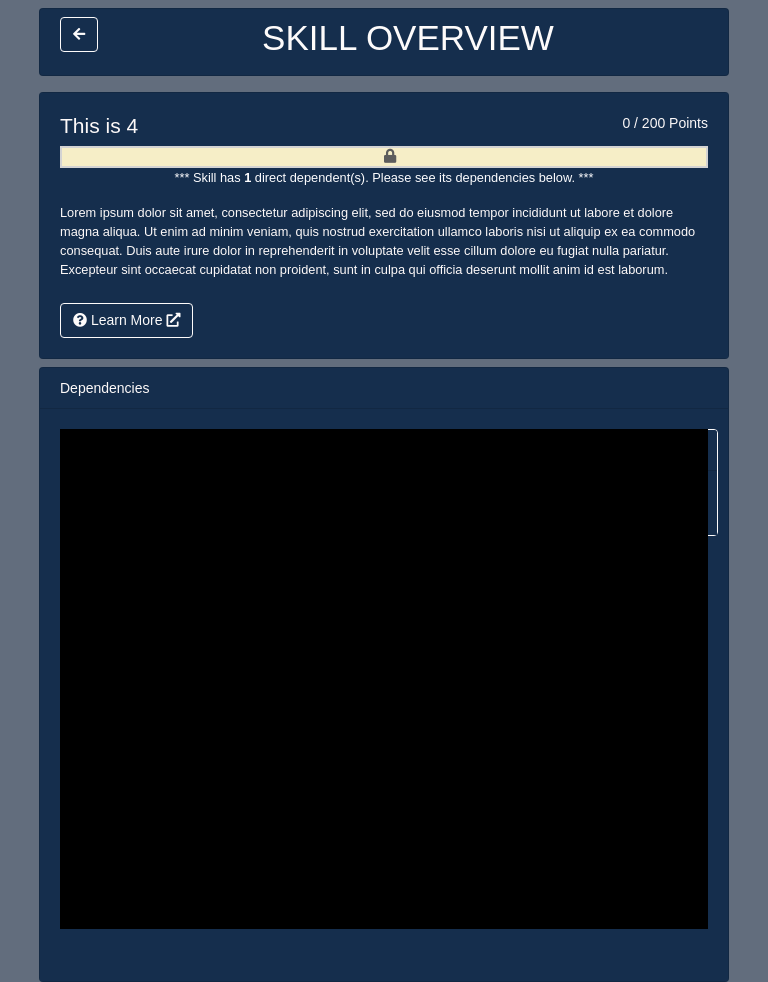 SKILL OVERVIEW
This is 4
0 / 200 Points
*** Skill has 1 direct dependent(s). Please see its dependencies below. ***
Lorem ipsum dolor sit amet, consectetur adipiscing elit, sed do eiusmod tempor incididunt ut labore et dolore
magna aliqua. Ut enim ad minim veniam, quis nostrud exercitation ullamco laboris nisi ut aliquip ex ea commodo
consequat. Duis aute irure dolor in reprehenderit in voluptate velit esse cillum dolore eu fugiat nulla pariatur.
Excepteur sint occaecat cupidatat non proident, sunt in culpa qui officia deserunt mollit anim id est laborum.
Learn More
Dependencies